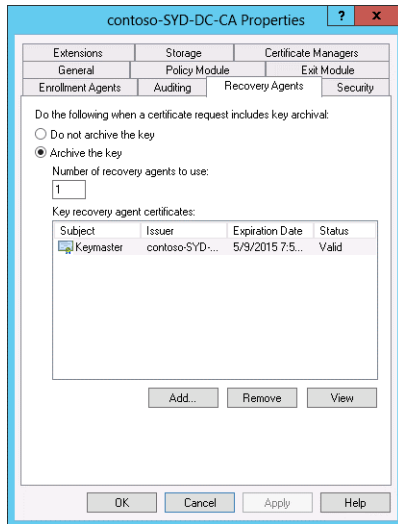 contoso-SYD-DC-CA Properties ? x
Extensions Storage Certificate Managers
General Policy Module Exit Module
Enrollment Agents Auditing Recovery Agents Security
Do the following when a certificate request includes key archival:
Do not archive the key
Archive the key
Number of recovery agents to use:
1
Key recovery agent certificates:
Subject Issuer Expiration Date Status
Keymaster contoso-SYD-... 5/9/2015 7:5... Valid
Add... Remove View
OK Cancel Apply Help